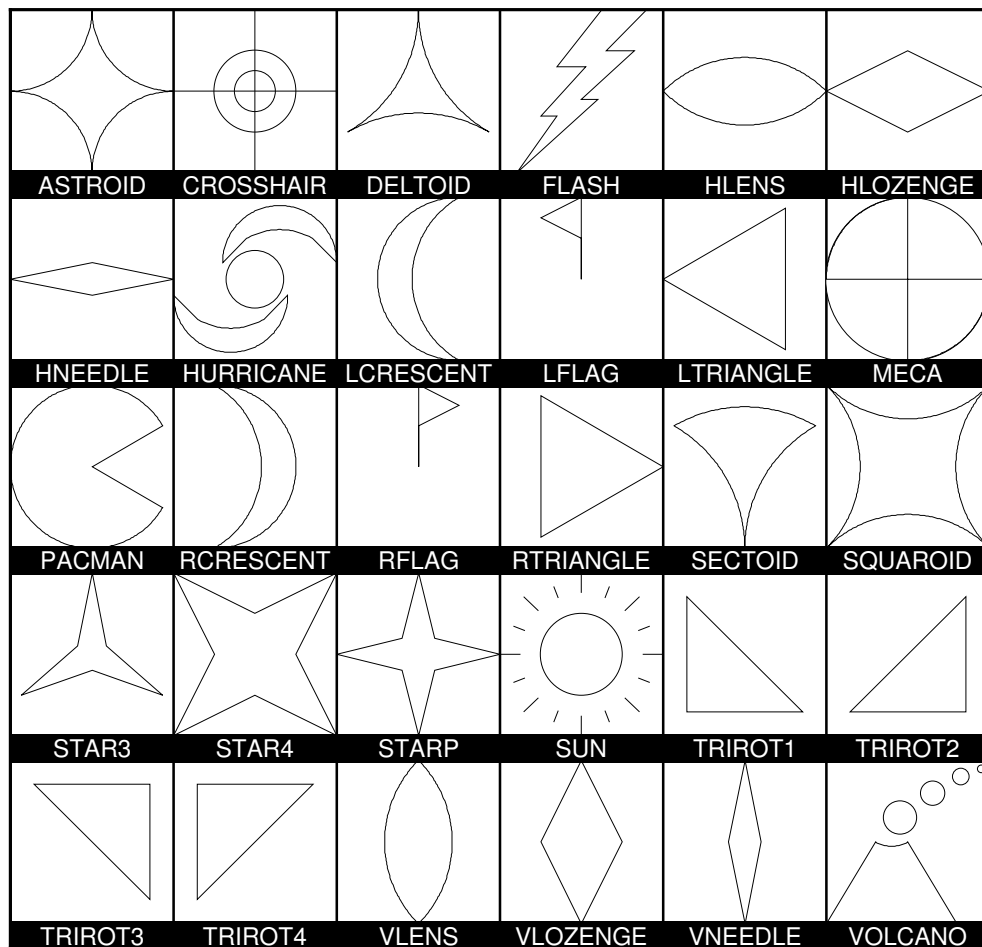 ASTROID CROSSHAIR DELTOID FLASH HLENS HLOZENGE
HNEEDLE HURRICANE LCRESCENT LFLAG LTRIANGLE MECA
PACMAN RCRESCENT RFLAG RTRIANGLE SECTOID SQUAROID
STAR3 STAR4 STARP SUN TRIROT1 TRIROT2
TRIROT3 TRIROT4 VLENS VLOZENGE VNEEDLE VOLCANO